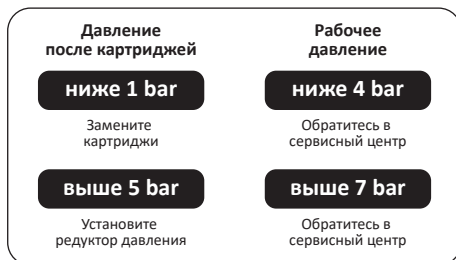 Давление
после картриджей
ниже 1 bar
Замените
картриджи
выше 5 bar
Установите
редуктор давления
Рабочее
давление
ниже 4 bar
Обратитесь в
сервисный центр
выше 7 bar
Обратитесь в
сервисный центр